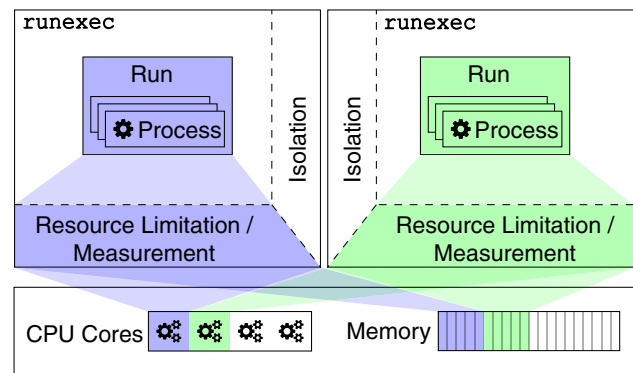 runexec
Run
Process
Isolation
Resource Limitation /
Measurement
runexec
Run
Process
Isolation
Resource Limitation /
Measurement
CPU Cores
Memory